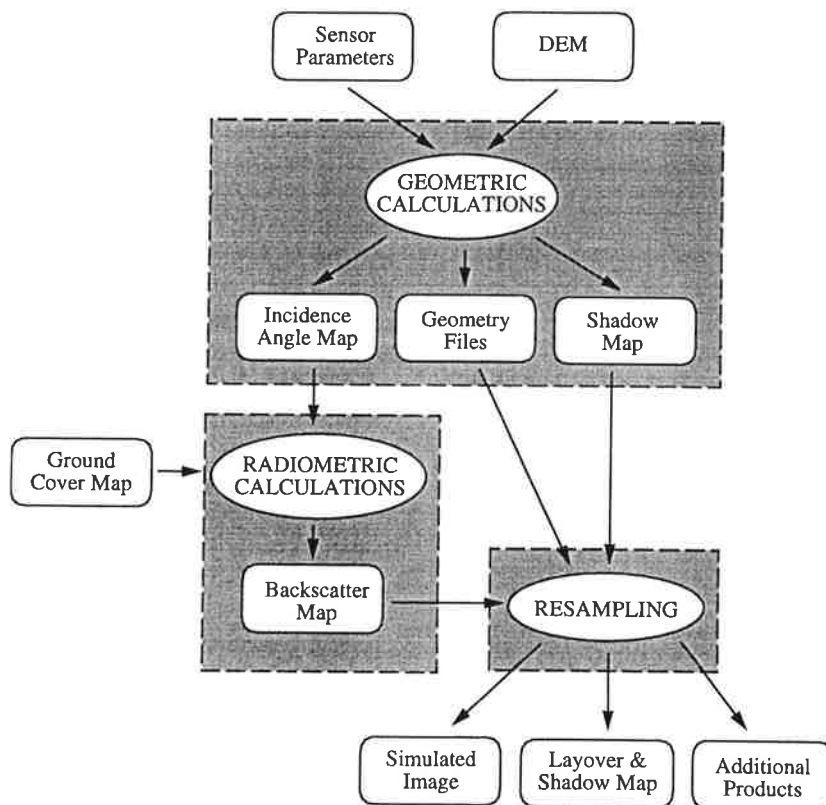 Sensor
Parameters
DEM
GEOMETRIC
CALCULATIONS
Incidence
Angle Map
Geometry
Files
Shadow
Map
Ground
Cover Map
RADIOMETRIC
CALCULATIONS
Backscatter
Map
RESAMPLING
Simulated
Image
Layover &
Shadow Map
Additional
Products